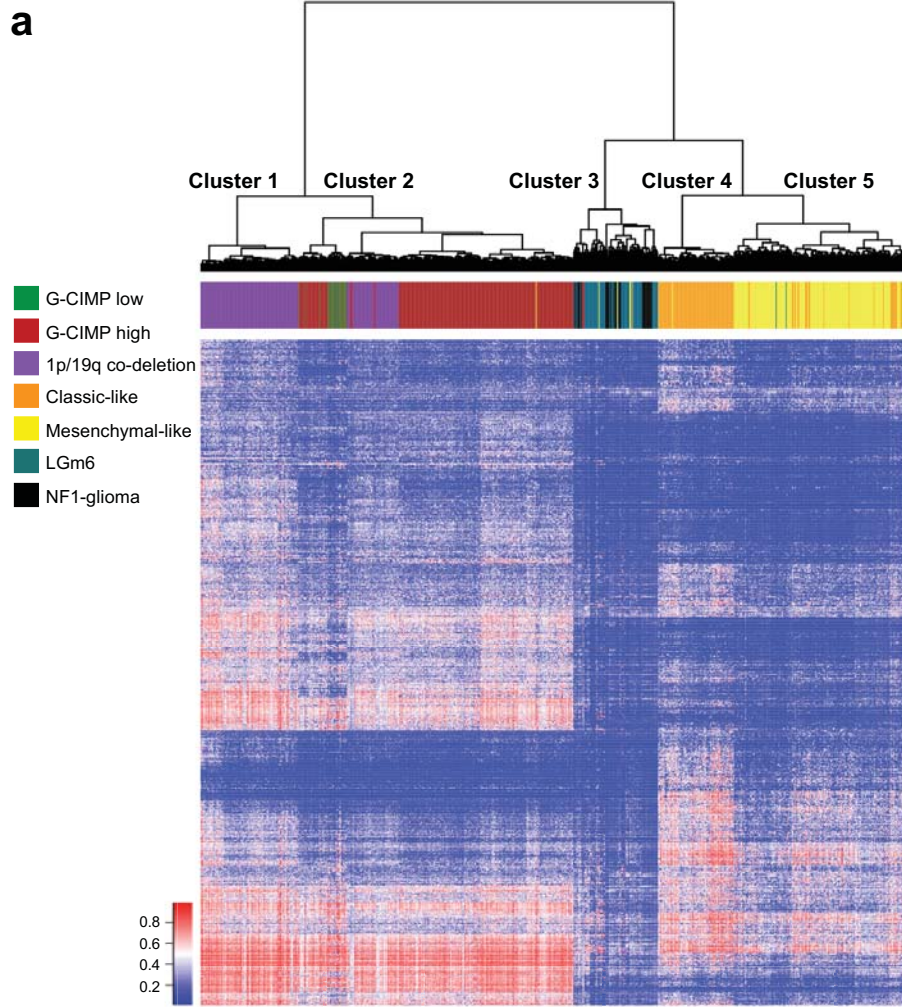 a
Cluster 1 Cluster 2 Cluster 3 Cluster 4 Cluster 5
G-CIMP low
G-CIMP high
1p/19q co-deletion
Classic-like
Mesenchymal-like
LGm6
NF1-glioma
0.8
0.6
0.4
0.2